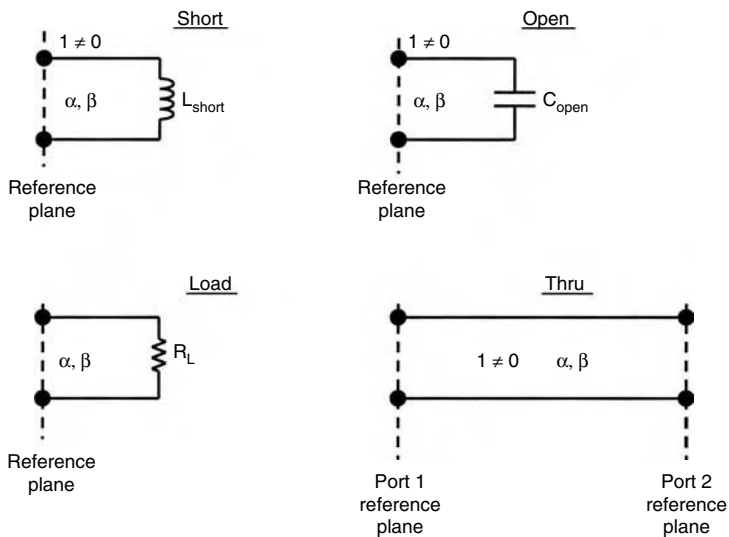 Short
1 ≠ 0
α, β
L_short
Reference
plane
Open
1 ≠ 0
α, β
C_open
Reference
plane
Load
α, β
R_L
Reference
plane
Thru
1 ≠ 0
α, β
Port 1
reference
plane
Port 2
reference
plane